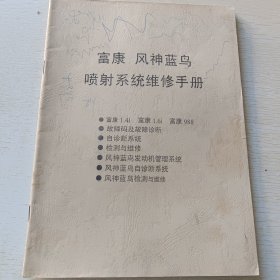 富康 风神蓝鸟
喷射系统维修手册
● 富康 1.4i 富康 1.6i 富康 988
● 故障码及故障诊断
● 自诊断系统
● 检测与维修
● 风神蓝鸟发动机管理系统
● 风神蓝鸟自诊断系统
● 风神蓝鸟检测与维修